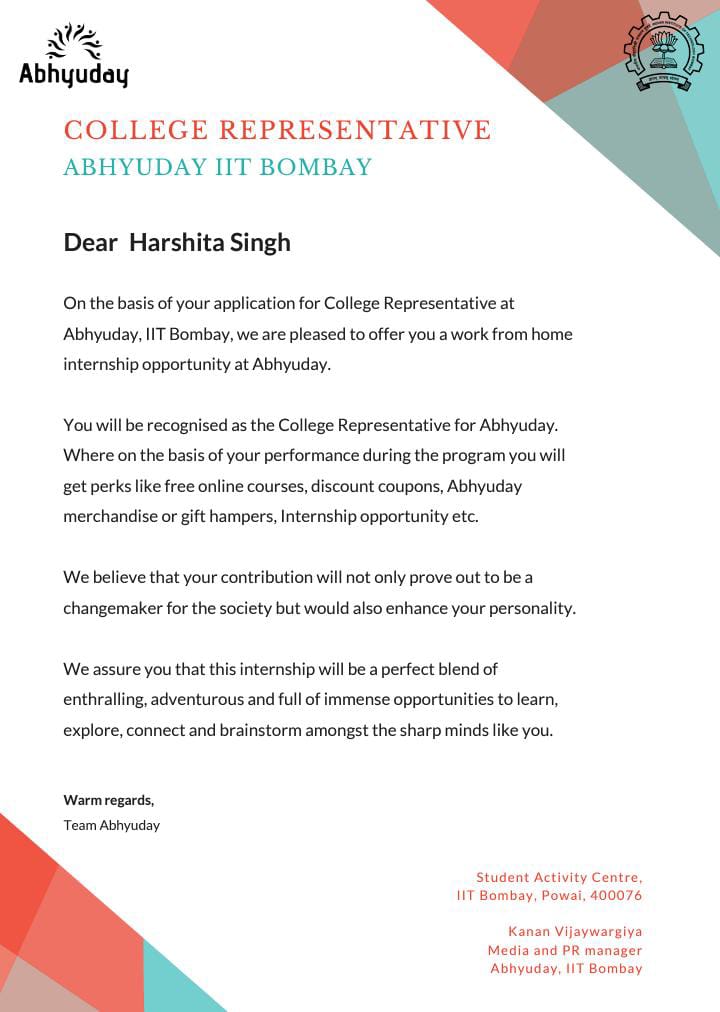 Abhyuday
COLLEGE REPRESENTATIVE
ABHYUDAY IIT BOMBAY
Dear Harshita Singh
On the basis of your application for College Representative at
Abhyuday, IIT Bombay, we are pleased to offer you a work from home
internship opportunity at Abhyuday.
You will be recognised as the College Representative for Abhyuday.
Where on the basis of your performance during the program you will
get perks like free online courses, discount coupons, Abhyuday
merchandise or gift hampers, Internship opportunity etc.
We believe that your contribution will not only prove out to be a
changemaker for the society but would also enhance your personality.
We assure you that this internship will be a perfect blend of
enthralling, adventurous and full of immense opportunities to learn,
explore, connect and brainstorm amongst the sharp minds like you.
Warm regards,
Team Abhyuday
Student Activity Centre,
IIT Bombay, Powai, 400076
Kanan Vijaywargiya
Media and PR manager
Abhyuday, IIT Bombay